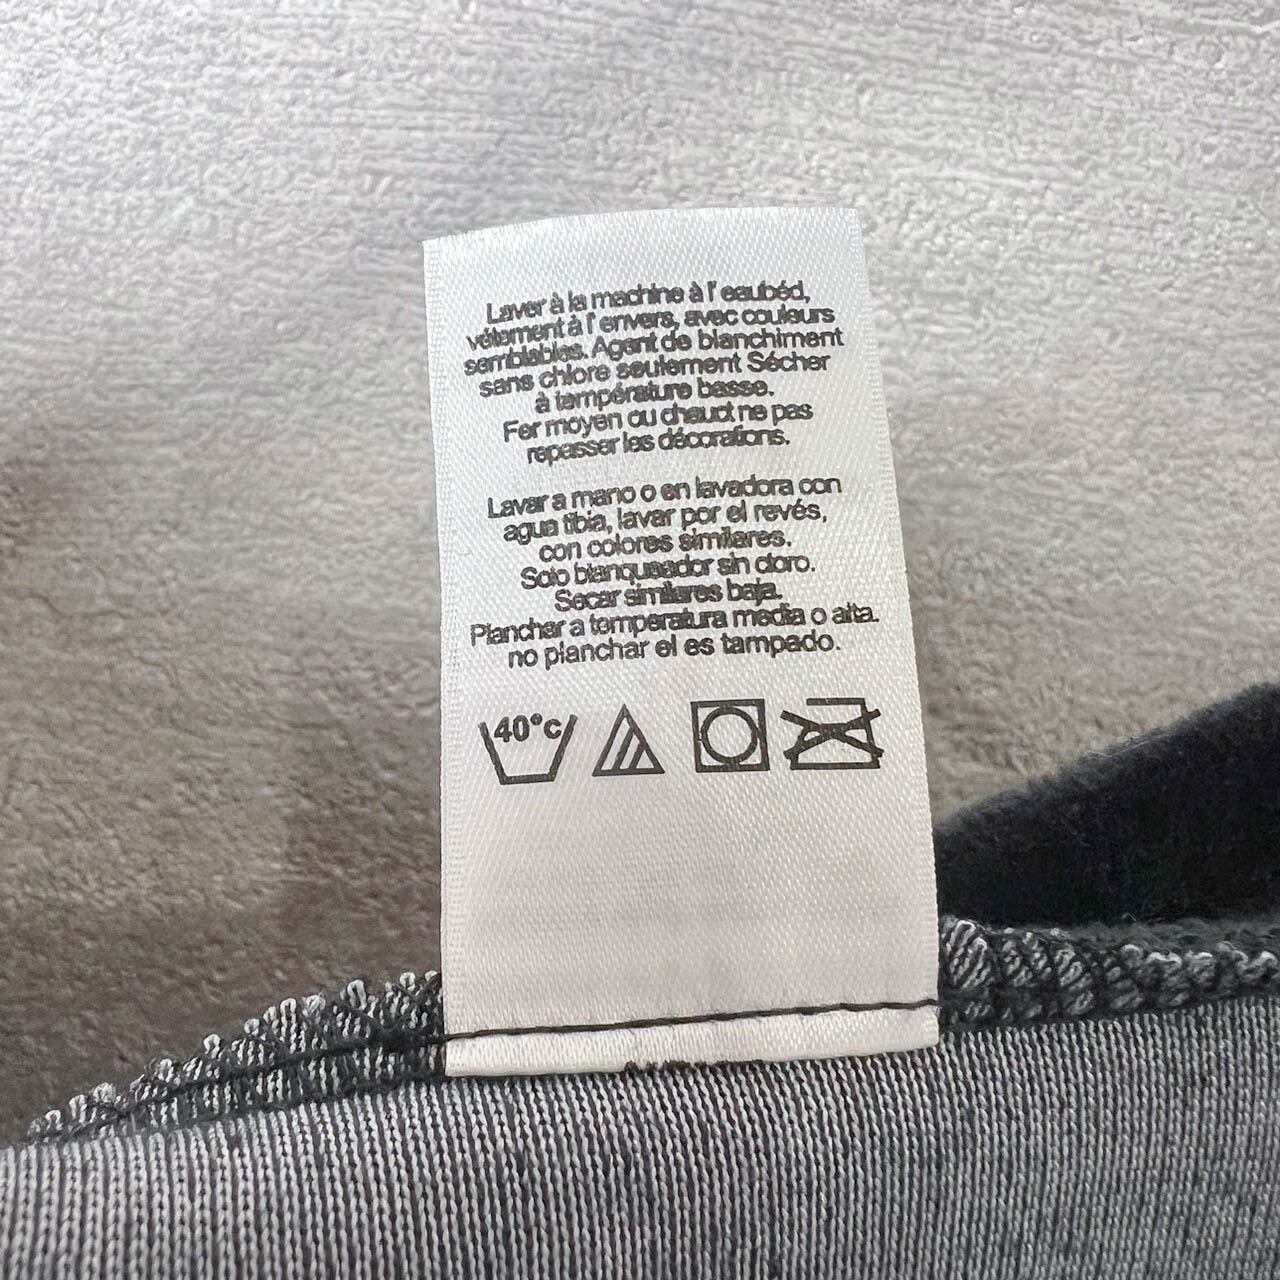 Laver à la machine à l' eaubéd,
vêtement à l' envers, avec couleurs
semblables. Agent de blanchiment
sans chlore seulement Sécher
à température basse.
Fer moyen ou chauct ne pas
repasser les décorations.
Lavar a mano o en lavadora con
agua tibia, lavar por el revés,
con colores similares.
Solo blanqueador sin cloro.
Secar similares baja.
Planchar a temperatura media o alta.
no planchar el es tampado.
40°c